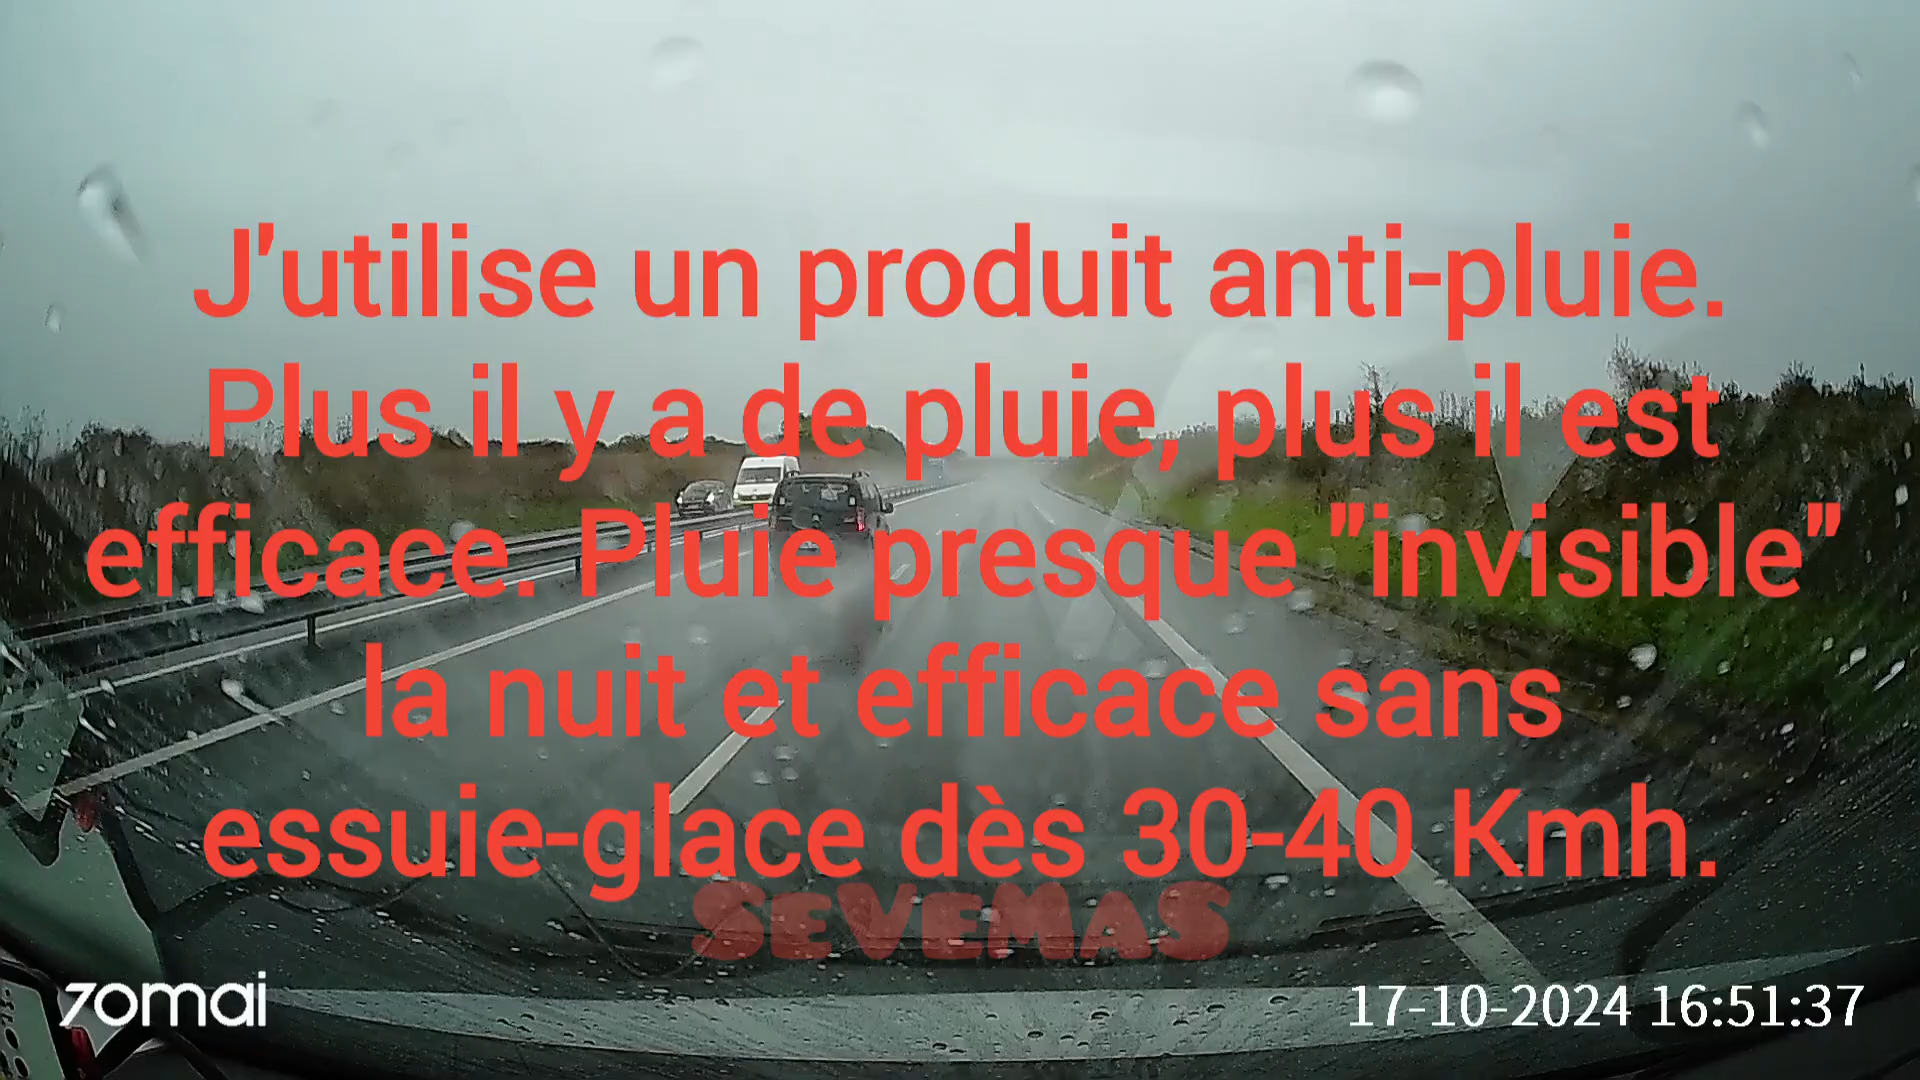 J'utilise un produit anti-pluie.
Plus il y a de pluie, plus il est
efficace. Pluie presque "invisible"
la nuit et efficace sans
essuie-glace dès 30-40 Kmh.
SEVEMAS
70mai
17-10-2024 16:51:37